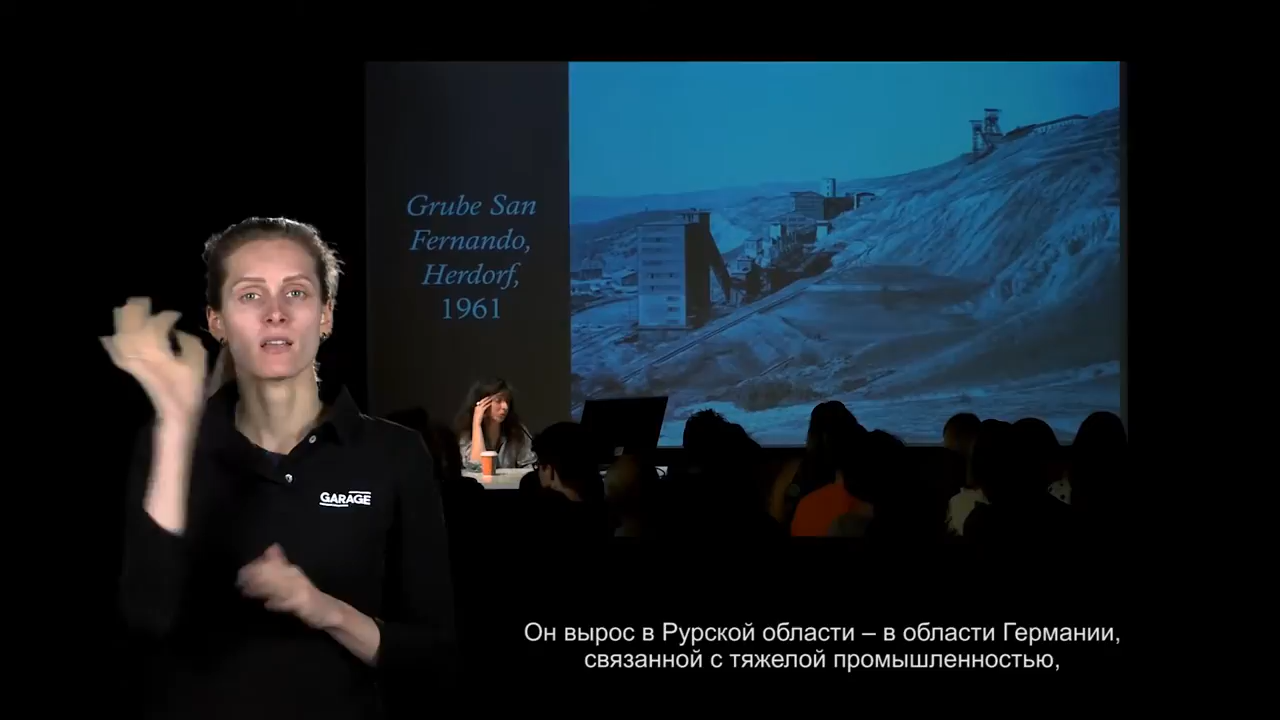 Grube San
Fernando,
Herdorf,
1961
GARAGE
Он вырос в Рурской области – в области Германии,
связанной с тяжелой промышленностью,